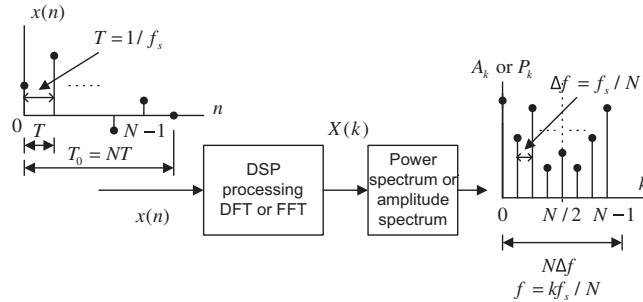 x(n)
T = 1/ f_s
n
0
N − 1
T
T_0 = NT
x(n)
DSP
processing
DFT or FFT
X(k)
Power
spectrum or
amplitude
spectrum
A_k or P_k
Δf = f_s / N
k
0
N / 2
N − 1
NΔf
f = kf_s / N